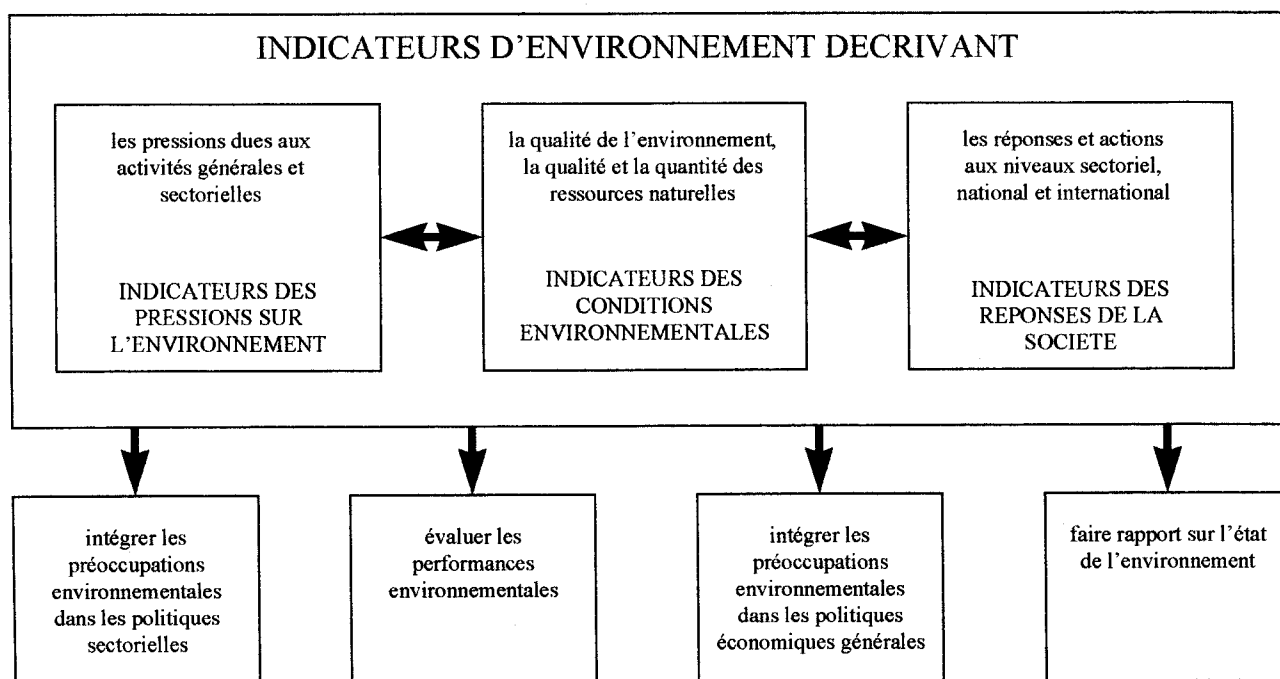 INDICATEURS D'ENVIRONNEMENT DECRIVANT
les pressions dues aux
activités générales et
sectorielles
INDICATEURS DES
PRESSIONS SUR
L'ENVIRONNEMENT
la qualité de l'environnement,
la qualité et la quantité des
ressources naturelles
INDICATEURS DES
CONDITIONS
ENVIRONNEMENTALES
les réponses et actions
aux niveaux sectoriel,
national et international
INDICATEURS DES
REPONSES DE LA
SOCIETE
intégrer les
préoccupations
environnementales
dans les politiques
sectorielles
évaluer les
performances
environnementales
intégrer les
préoccupations
environnementales
dans les politiques
économiques générales
faire rapport sur l'état
de l'environnement